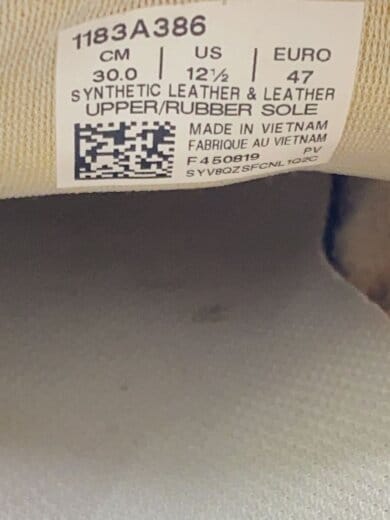 1183A386
CM | US | EURO
30.0 | 12½ | 47
SYNTHETIC LEATHER & LEATHER
UPPER/RUBBER SOLE
MADE IN VIETNAM
FABRIQUE AU VIETNAM
F450819 PV
SYV8QZSFCNL1Q2C